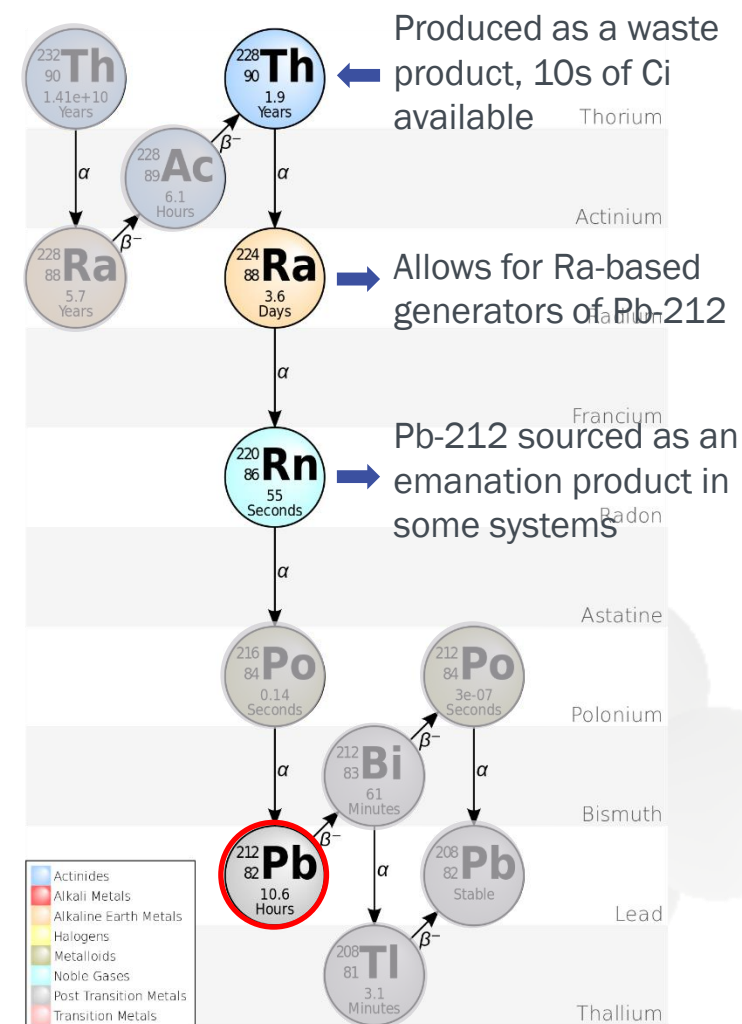 Produced as a waste
product, 10s of Ci
available
232
90
Th
1.41e+10
Years
228
90
Th
1.9
Years
Thorium
α
β⁻
α
228
89
Ac
6.1
Hours
Actinium
β⁻
228
88
Ra
5.7
Years
224
88
Ra
3.6
Days
Allows for Ra-based
generators of Pb-212
Radium
α
Francium
220
86
Rn
55
Seconds
Pb-212 sourced as an
emanation product in
some systems
Radon
α
Astatine
216
84
Po
0.14
Seconds
212
84
Po
3e-07
Seconds
Polonium
α
β⁻
α
212
83
Bi
61
Minutes
Bismuth
β⁻
212
82
Pb
10.6
Hours
α
208
82
Pb
Stable
Lead
β⁻
208
81
Tl
3.1
Minutes
Thallium
Actinides
Alkali Metals
Alkaline Earth Metals
Halogens
Metalloids
Noble Gases
Post Transition Metals
Transition Metals